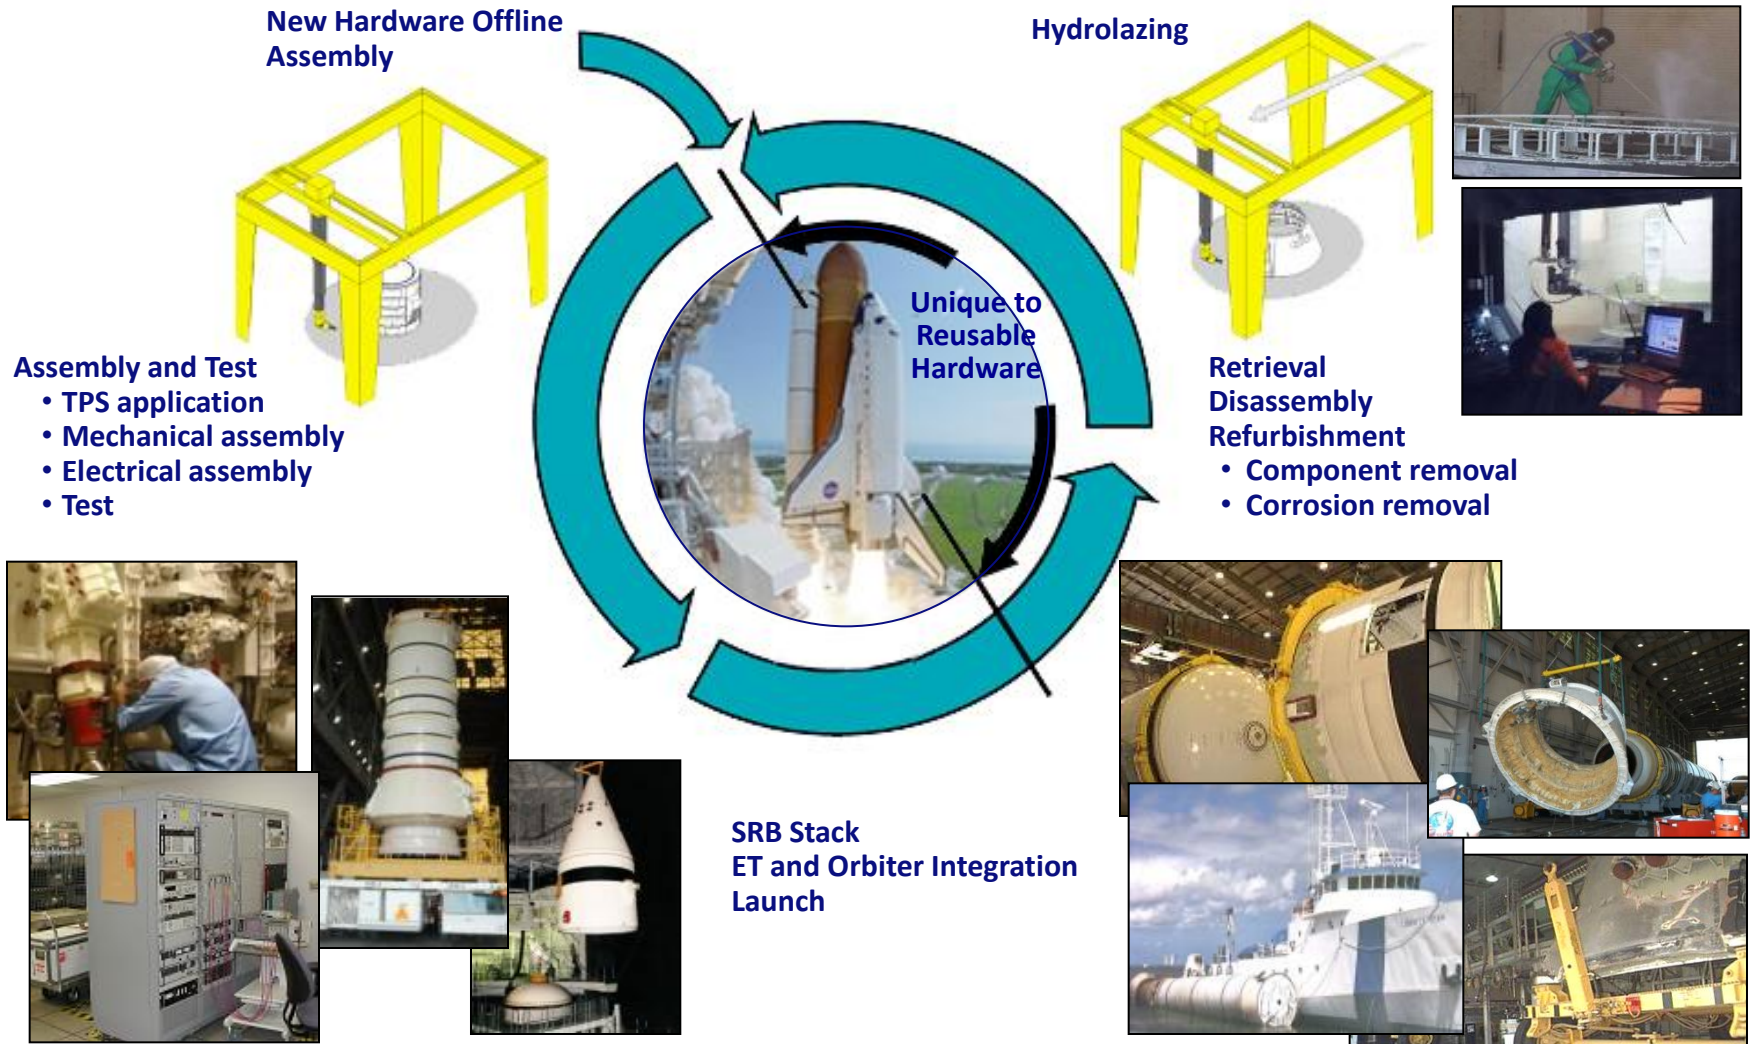 New Hardware Offline
Assembly
Hydrolazing
Unique to
Reusable
Hardware
Assembly and Test
• TPS application
• Mechanical assembly
• Electrical assembly
• Test
Retrieval
Disassembly
Refurbishment
• Component removal
• Corrosion removal
SRB Stack
ET and Orbiter Integration
Launch